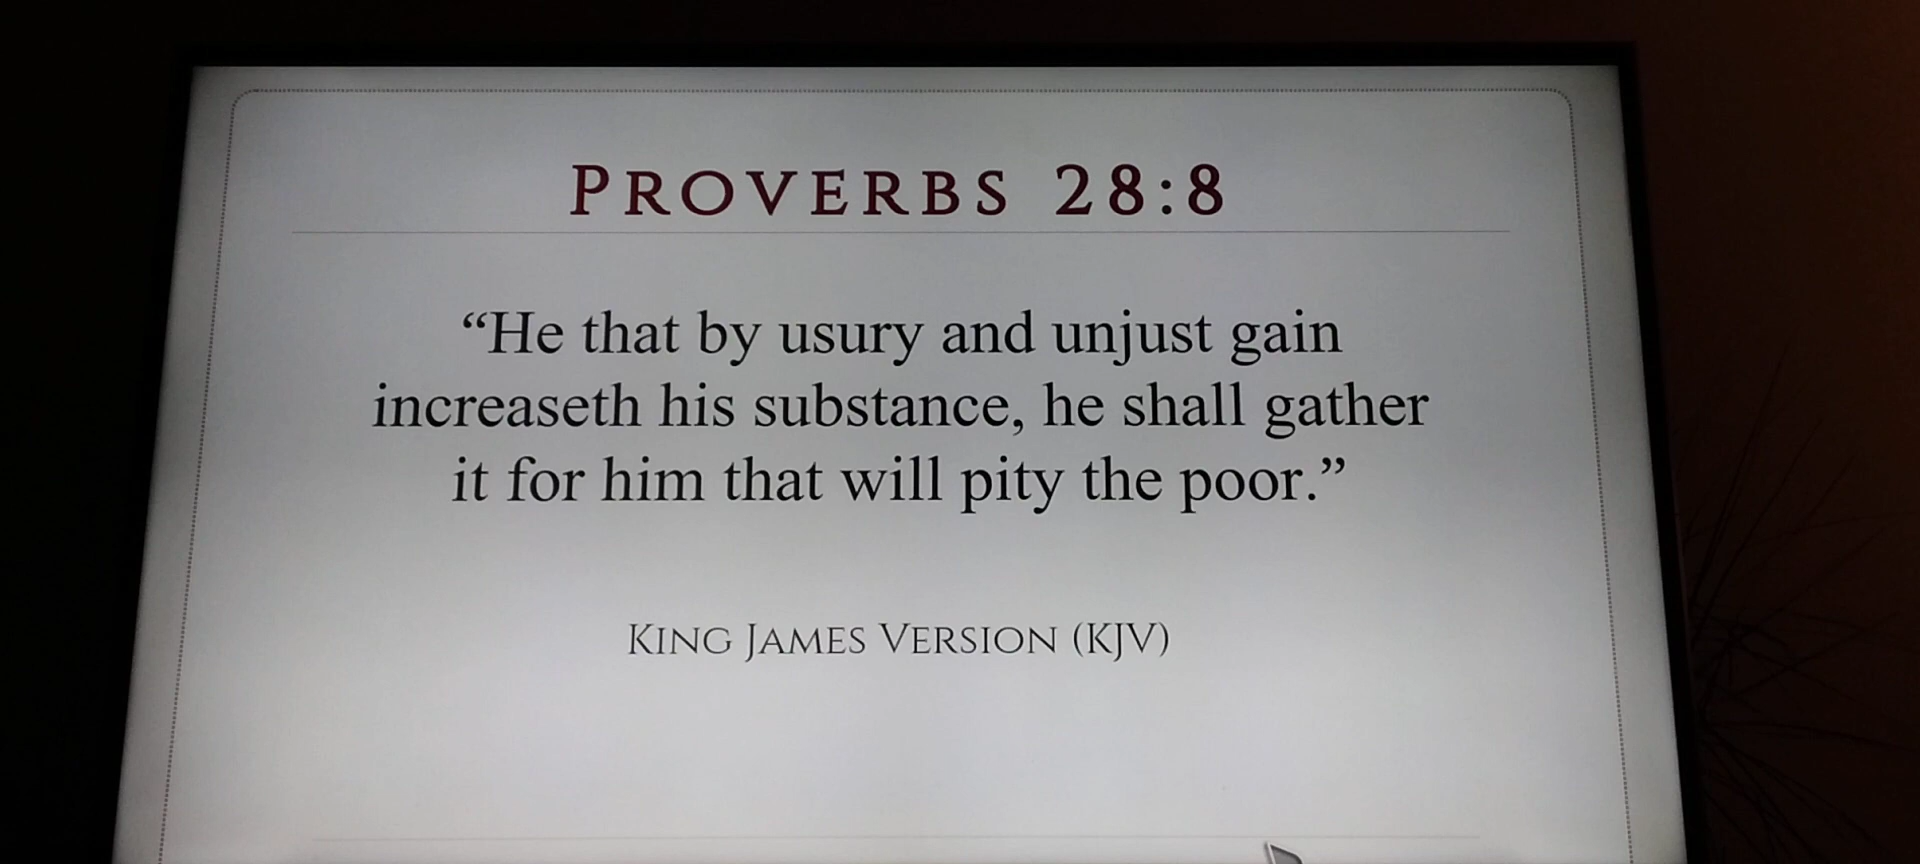 PROVERBS 28:8
“He that by usury and unjust gain
increaseth his substance, he shall gather
it for him that will pity the poor.”
KING JAMES VERSION (KJV)